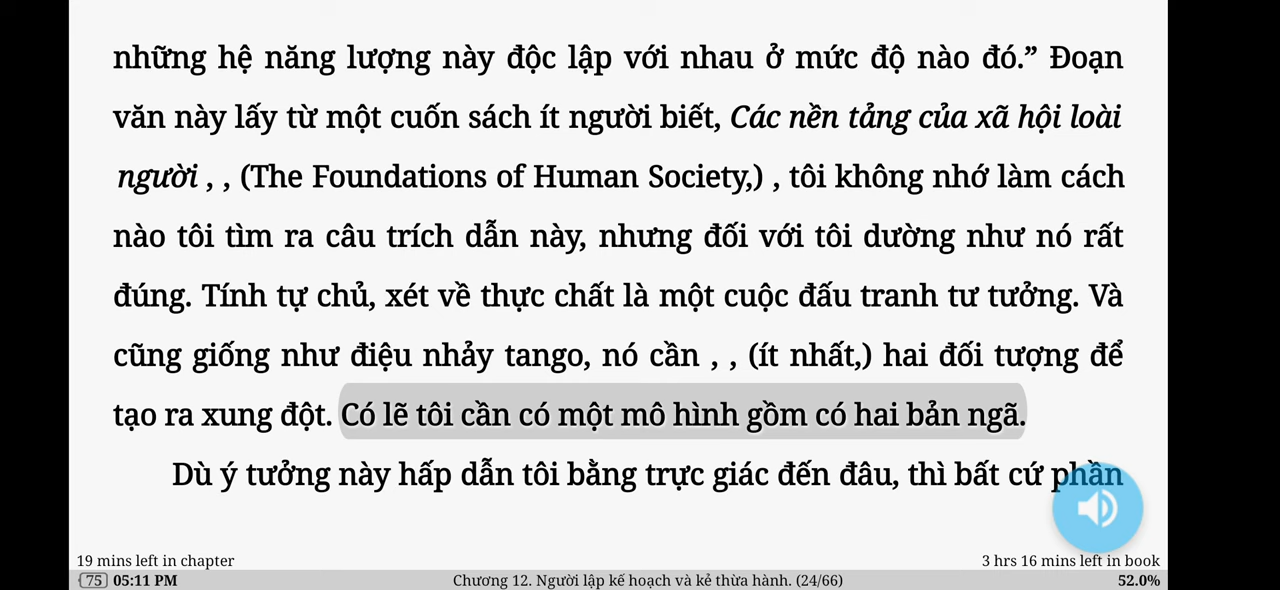 những hệ năng lượng này độc lập với nhau ở mức độ nào đó.” Đoạn
văn này lấy từ một cuốn sách ít người biết, Các nền tảng của xã hội loài
người , , (The Foundations of Human Society,) , tôi không nhớ làm cách
nào tôi tìm ra câu trích dẫn này, nhưng đối với tôi dường như nó rất
đúng. Tính tự chủ, xét về thực chất là một cuộc đấu tranh tư tưởng. Và
cũng giống như điệu nhảy tango, nó cần , , (ít nhất,) hai đối tượng để
tạo ra xung đột. Có lẽ tôi cần có một mô hình gồm có hai bản ngã.
Dù ý tưởng này hấp dẫn tôi bằng trực giác đến đâu, thì bất cứ phần
19 mins left in chapter 3 hrs 16 mins left in book
75 05:11 PM Chương 12. Người lập kế hoạch và kẻ thừa hành. (24/66) 52.0%